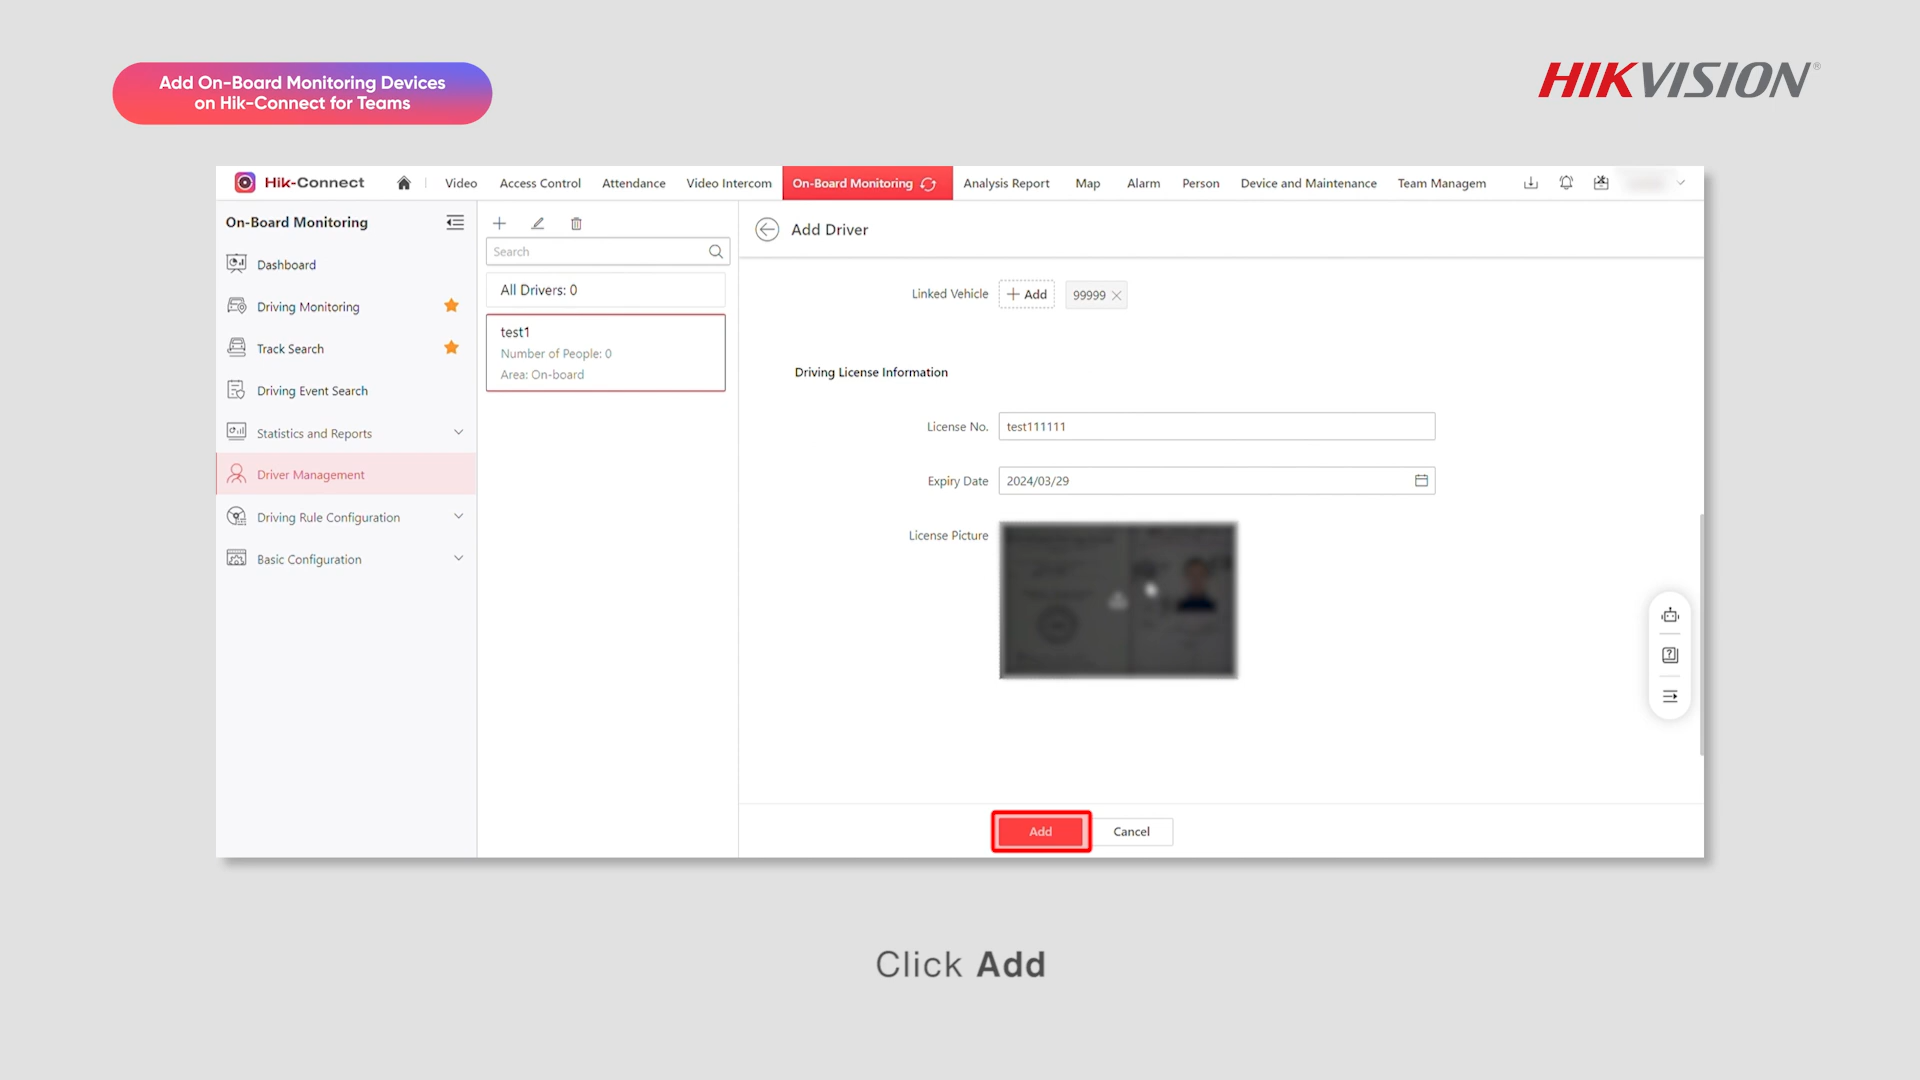 Add On-Board Monitoring Devices
on Hik-Connect for Teams
HIKVISION®
Hik-Connect
Video
Access Control
Attendance
Video Intercom
On-Board Monitoring
Analysis Report
Map
Alarm
Person
Device and Maintenance
Team Managem
On-Board Monitoring
Dashboard
Driving Monitoring
Track Search
Driving Event Search
Statistics and Reports
Driver Management
Driving Rule Configuration
Basic Configuration
Search
All Drivers: 0
test1
Number of People: 0
Area: On-board
Add Driver
Linked Vehicle
Add
99999
Driving License Information
License No.
test111111
Expiry Date
2024/03/29
License Picture
Add
Cancel
Click Add